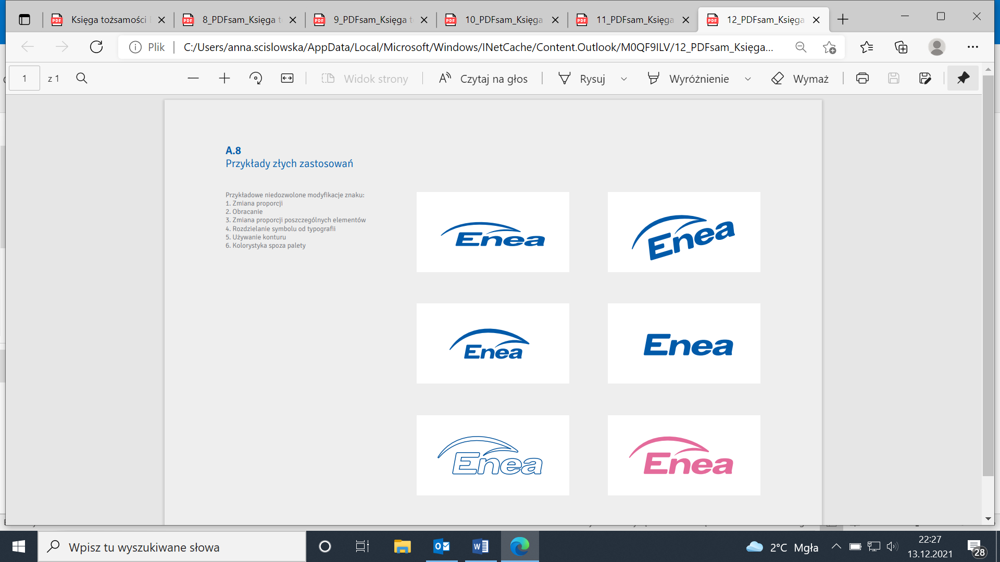 Księga tożsamości
8_PDFsam_Księga t
9_PDFsam_Księga t
10_PDFsam_Księga
11_PDFsam_Księga
12_PDFsam_Księga
Plik
C:/Users/anna.scislowska/AppData/Local/Microsoft/Windows/INetCache/Content.Outlook/M0QF9ILV/12_PDFsam_Księga...
1
z 1
Widok strony
Czytaj na głos
Rysuj
Wyróżnienie
Wymaż
A.8
Przykłady złych zastosowań
Przykładowe niedozwolone modyfikacje znaku:
1. Zmiana proporcji
2. Obracanie
3. Zmiana proporcji poszczególnych elementów
4. Rozdzielanie symbolu od typografii
5. Używanie konturu
6. Kolorystyka spoza palety
Enea
Enea
Enea
Enea
Enea
Enea
Wpisz tu wyszukiwane słowa
2°C Mgła
22:27
13.12.2021
28